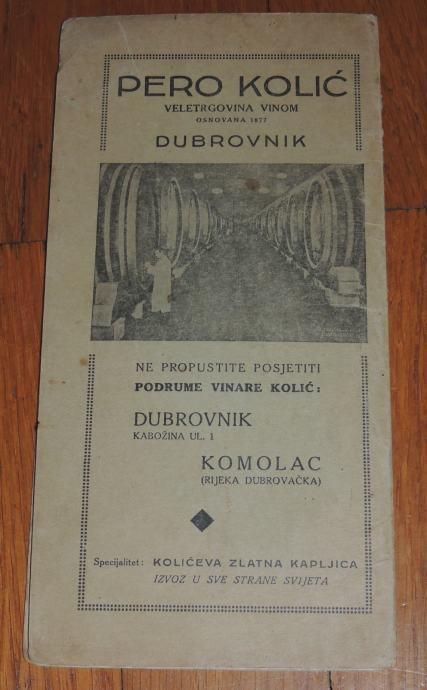 PERO KOLIĆ
VELETRGOVINA VINOM
OSNOVANA 1877
DUBROVNIK
NE PROPUSTITE POSJETITI
PODRUME VINARE KOLIĆ:
DUBROVNIK
KABOŽINA UL. 1
KOMOLAC
(RIJEKA DUBROVAČKA)
Specijalitet: KOLIĆEVA ZLATNA KAPLJICA
IZVOZ U SVE STRANE SVIJETA